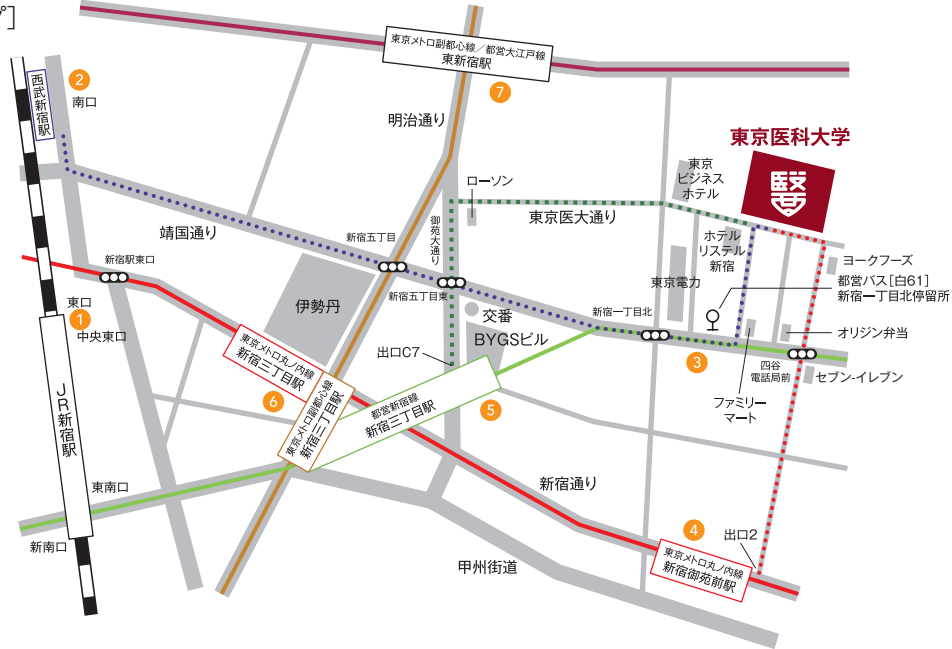 プ]
東京メトロ副都心線／都営大江戸線
東新宿駅
7
2
南口
西武新宿駅
明治通り
東京医科大学
醫
ローソン
東京
ビジネス
ホテル
東京医大通り
御苑大通り
靖国通り
新宿五丁目
ホテル
リステル
新宿
ヨークフーズ
都営バス[白61]
新宿一丁目北停留所
新宿駅東口
東京電力
新宿五丁目東
伊勢丹
交番
新宿一丁目北
東口
1
中央東口
BYGSビル
オリジン弁当
出口C7
3
四谷
電話局前
セブン-イレブン
東京メトロ丸ノ内線
新宿三丁目駅
6
ファミリー
マート
JR新宿駅
東京メトロ副都心線
新宿三丁目駅
都営新宿線
新宿三丁目駅
5
東南口
新宿通り
新南口
4
出口2
東京メトロ丸ノ内線
新宿御苑前駅
甲州街道